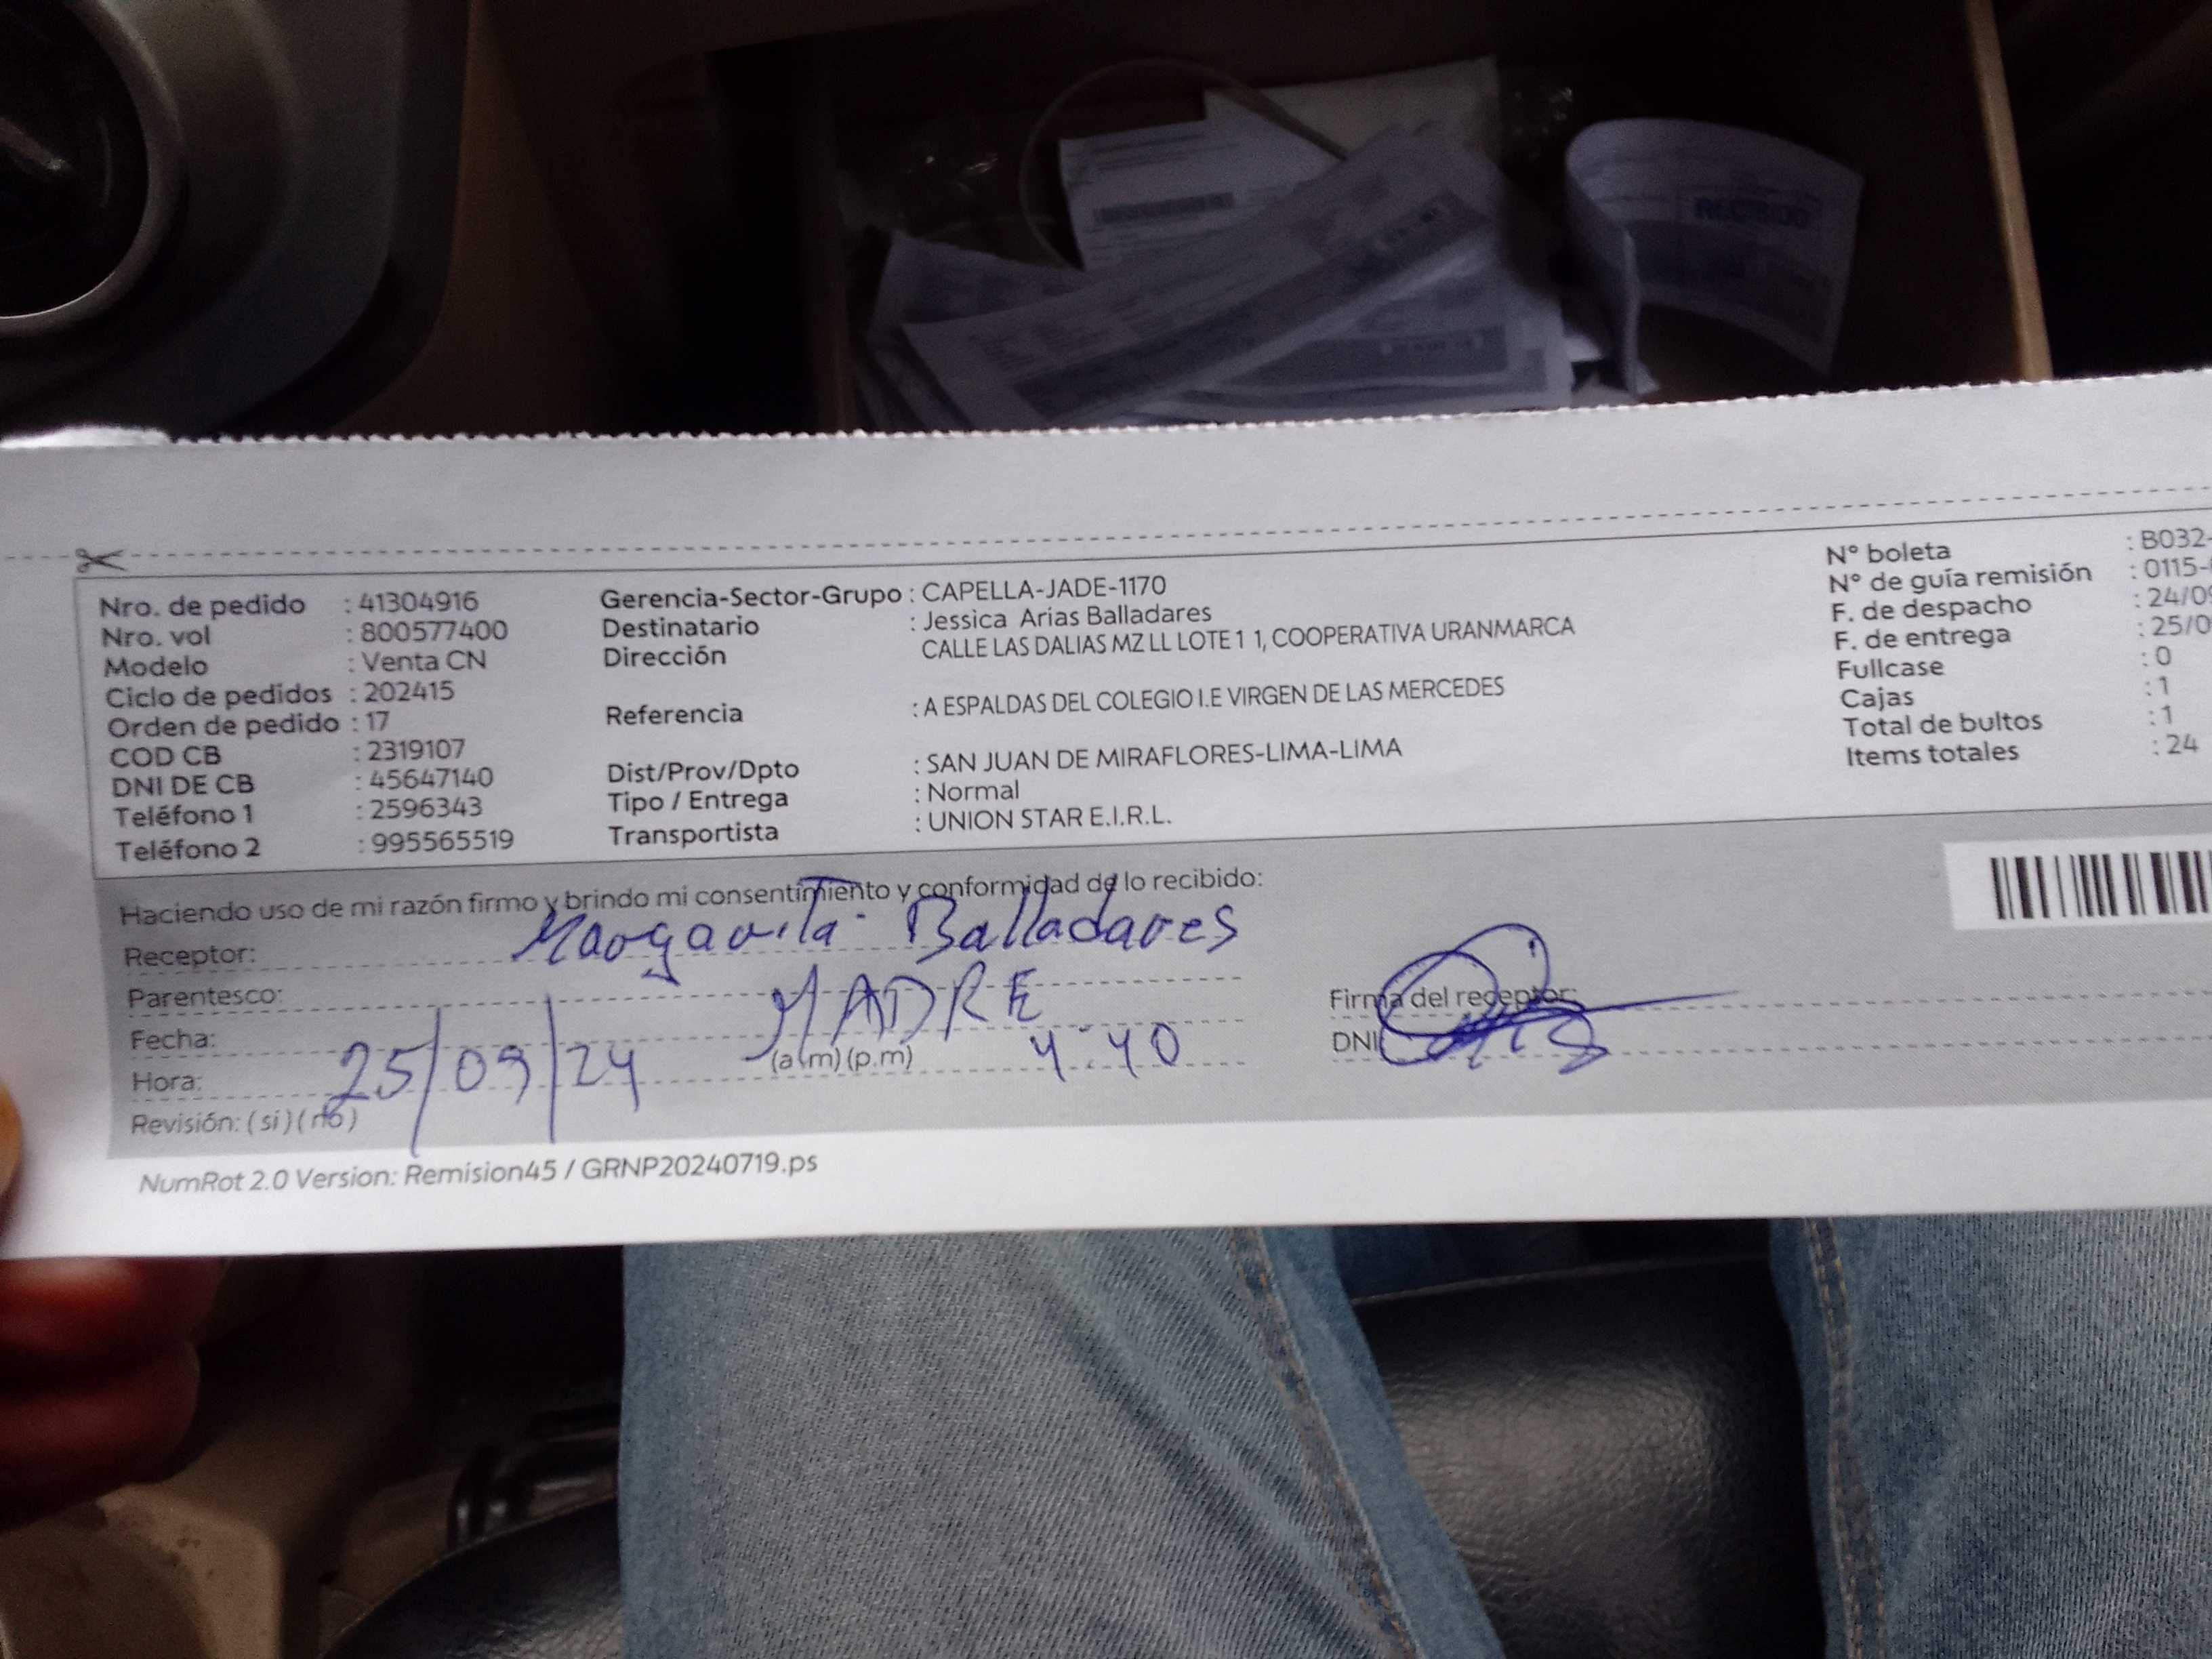 Nro. de pedido : 41304916
Nro. vol : 800577400
Modelo : Venta CN
Ciclo de pedidos : 202415
Orden de pedido : 17
COD CB : 2319107
DNI DE CB : 45647140
Teléfono 1 : 2596343
Teléfono 2 : 995565519
Gerencia-Sector-Grupo : CAPELLA-JADE-1170
Destinatario : Jessica Arias Balladares
Dirección CALLE LAS DALIAS MZ LL LOTE 1 1, COOPERATIVA URANMARCA
Referencia : A ESPALDAS DEL COLEGIO I.E VIRGEN DE LAS MERCEDES
Dist/Prov/Dpto : SAN JUAN DE MIRAFLORES-LIMA-LIMA
Tipo / Entrega : Normal
Transportista : UNION STAR E.I.R.L.
N° boleta : B032-
N° de guía remisión : 0115-
F. de despacho : 24/09
F. de entrega : 25/0
Fullcase : 0
Cajas : 1
Total de bultos : 1
Items totales : 24
Haciendo uso de mi razón firmo y brindo mi consentimiento y conformidad de lo recibido:
Receptor: Margarita Balladares
Parentesco: MADRE
Fecha: 25/09/24
Hora: (a.m) (p.m) 4:40
Revisión: (si) (no)
Firma del receptor:
DNI
NumRot 2.0 Version: Remision45 / GRNP20240719.ps
RECIBIDO